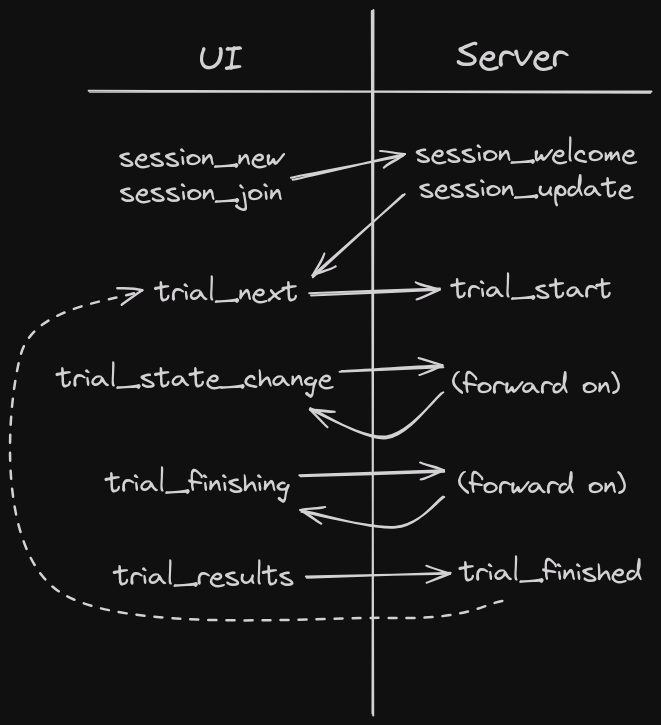 UI Server
session_new session_welcome
session_join session_update
trial_next trial_start
trial_state_change (forward on)
trial_finishing (forward on)
trial_results trial_finished